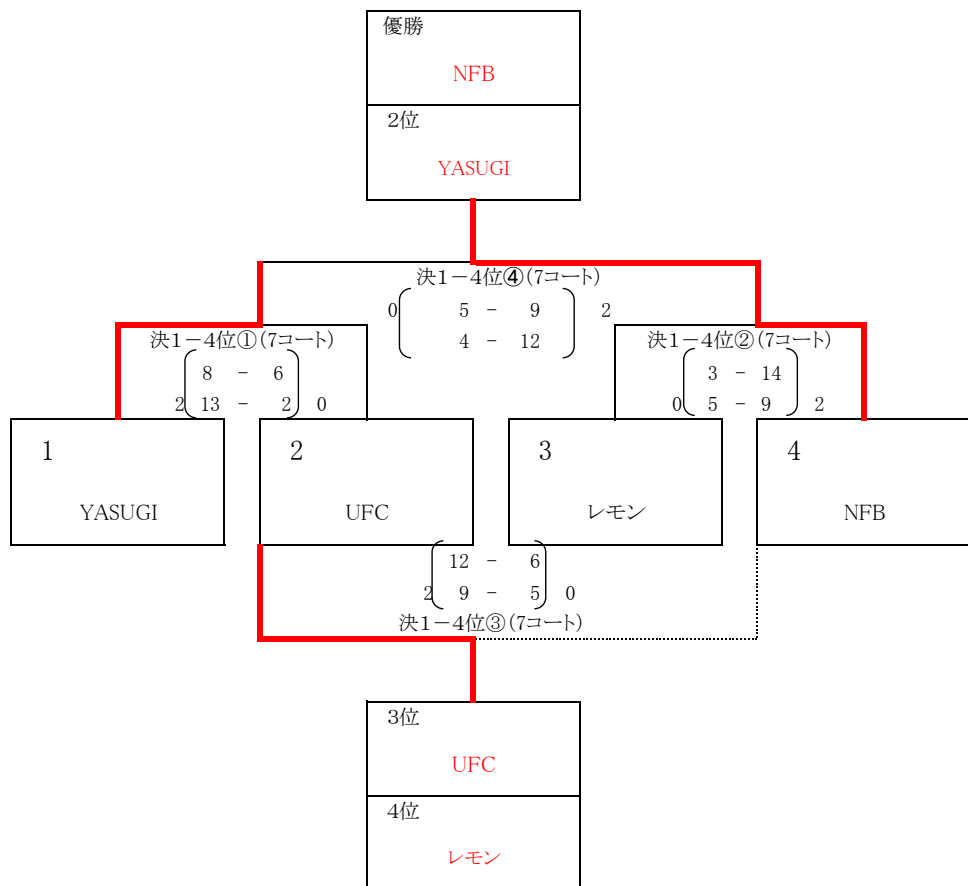 優勝
NFB
2位
YASUGI
決1－4位④(7コート)
0 5 - 9 2
4 - 12
決1－4位①(7コート)
8 - 6
2 13 - 2 0
決1－4位②(7コート)
3 - 14
0 5 - 9 2
1
YASUGI
2
UFC
3
レモン
4
NFB
12 - 6
2 9 - 5 0
決1－4位③(7コート)
3位
UFC
4位
レモン